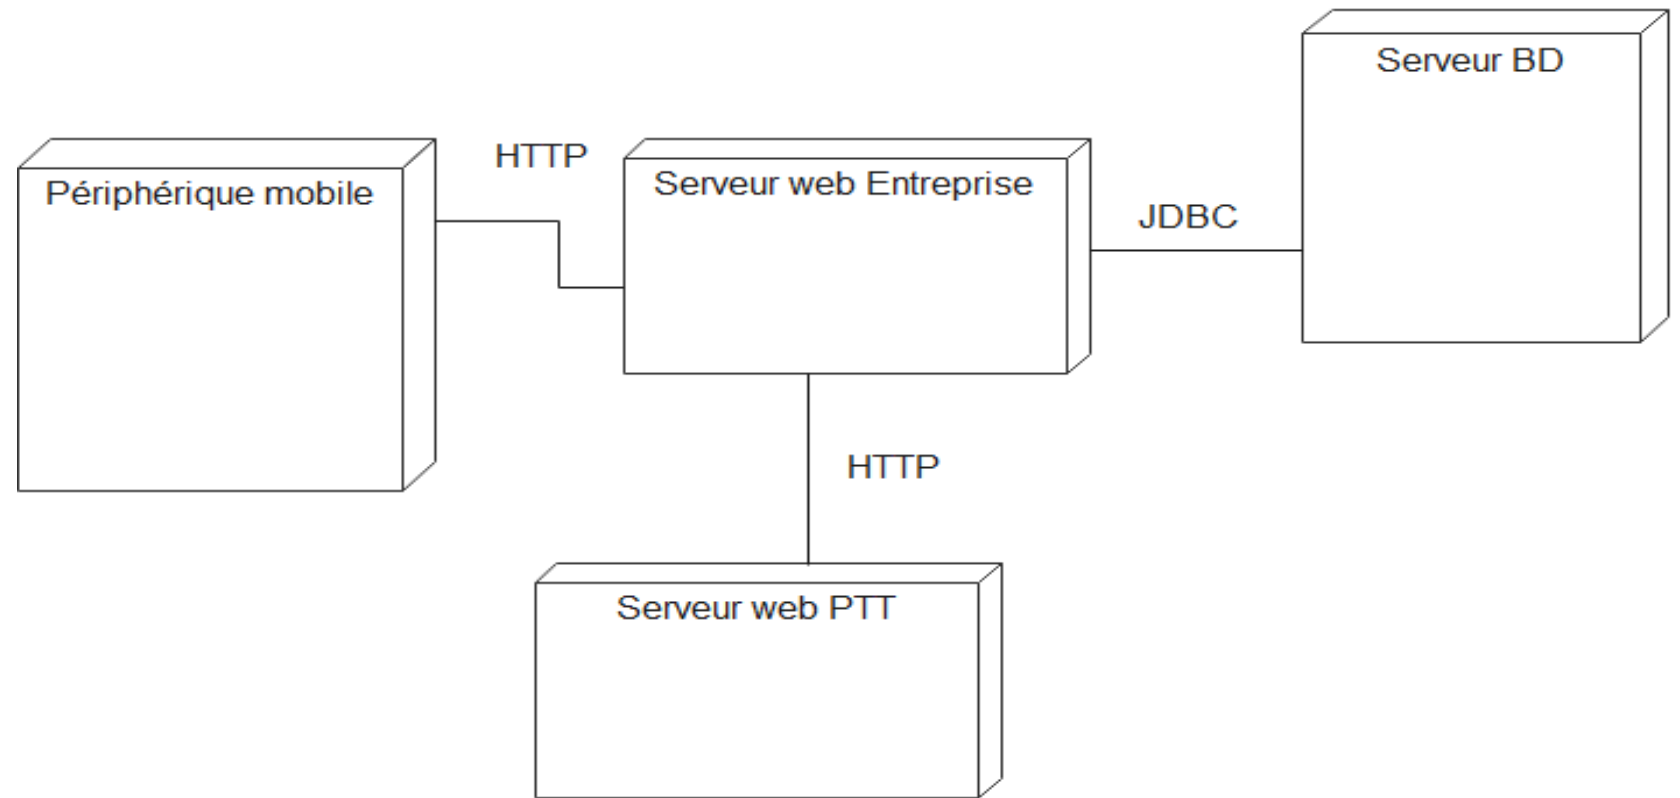 Serveur BD
HTTP
Périphérique mobile
Serveur web Entreprise
JDBC
HTTP
Serveur web PTT